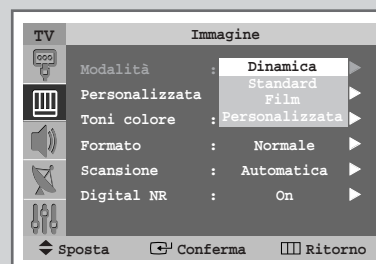 TV Immagine
Modalità : Dinamica
Standard
Film
Personalizzata Personalizzata
Toni colore :
Formato : Normale
Scansione : Automatica
Digital NR : On
Sposta Conferma Ritorno